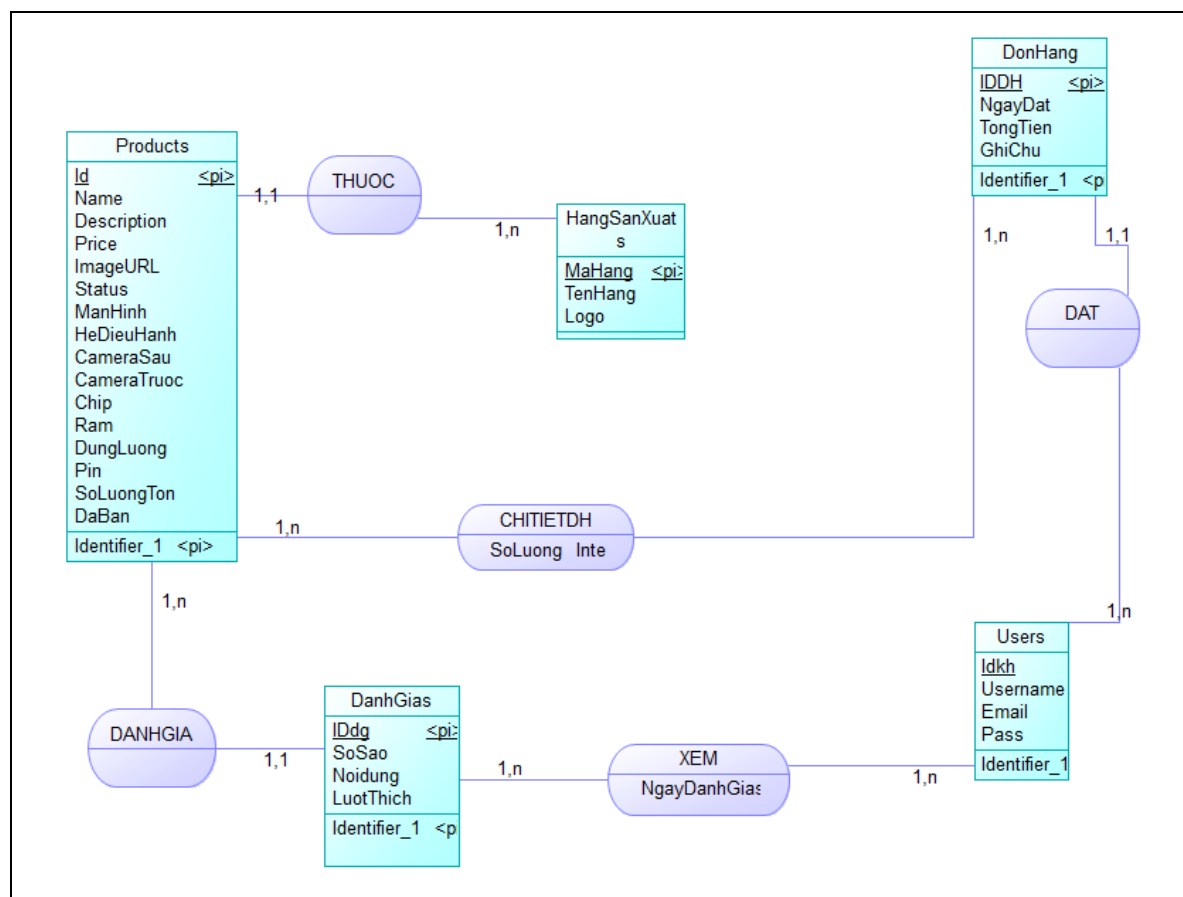 DonHang
IDDH <pi>
NgayDat
TongTien
GhiChu
Identifier_1 <p
Products
Id <pi>
Name
Description
Price
ImageURL
Status
ManHinh
HeDieuHanh
CameraSau
CameraTruoc
Chip
Ram
DungLuong
Pin
SoLuongTon
DaBan
Identifier_1 <pi>
1,1
THUOC
1,n
HangSanXuat
s
MaHang <pi>
TenHang
Logo
1,n
1,1
DAT
1,n
CHITIETDH
SoLuong Inte
1,n
DANHGIA
1,1
DanhGias
IDdg <pi>
SoSao
Noidung
LuotThich
Identifier_1 <p
1,n
XEM
NgayDanhGias
1,n
1,n
Users
Idkh
Username
Email
Pass
Identifier_1